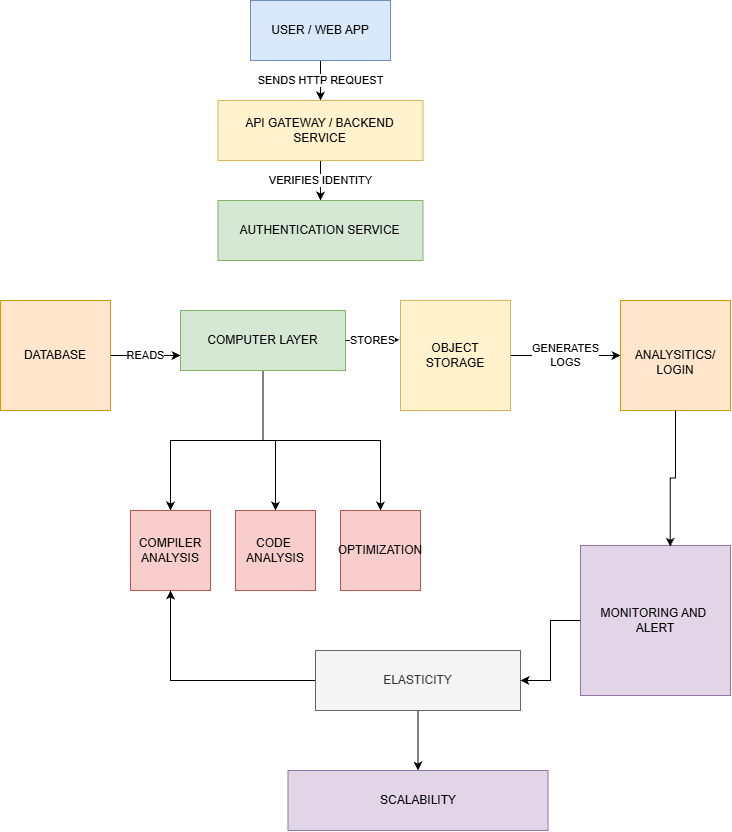 USER / WEB APP
SENDS HTTP REQUEST
API GATEWAY / BACKEND
SERVICE
VERIFIES IDENTITY
AUTHENTICATION SERVICE
DATABASE
READS
COMPUTER LAYER
STORES
OBJECT
STORAGE
GENERATES
LOGS
ANALYSITICS/
LOGIN
COMPILER
ANALYSIS
CODE
ANALYSIS
OPTIMIZATION
MONITORING AND
ALERT
ELASTICITY
SCALABILITY